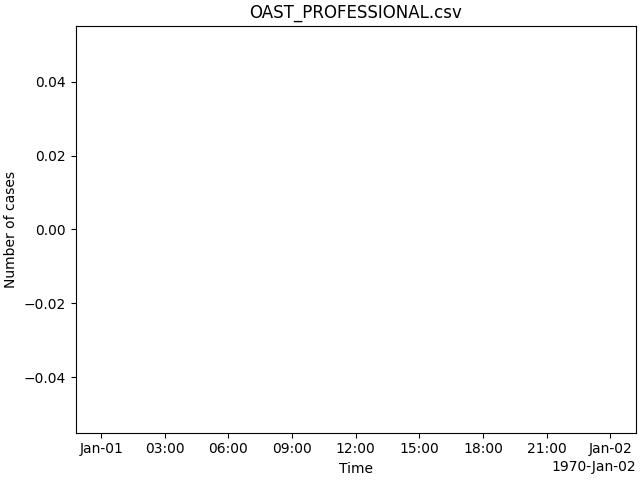 OAST_PROFESSIONAL.csv
Number of cases
0.04
0.02
0.00
−0.02
−0.04
Jan-01 03:00 06:00 09:00 12:00 15:00 18:00 21:00 Jan-02
Time
1970-Jan-02